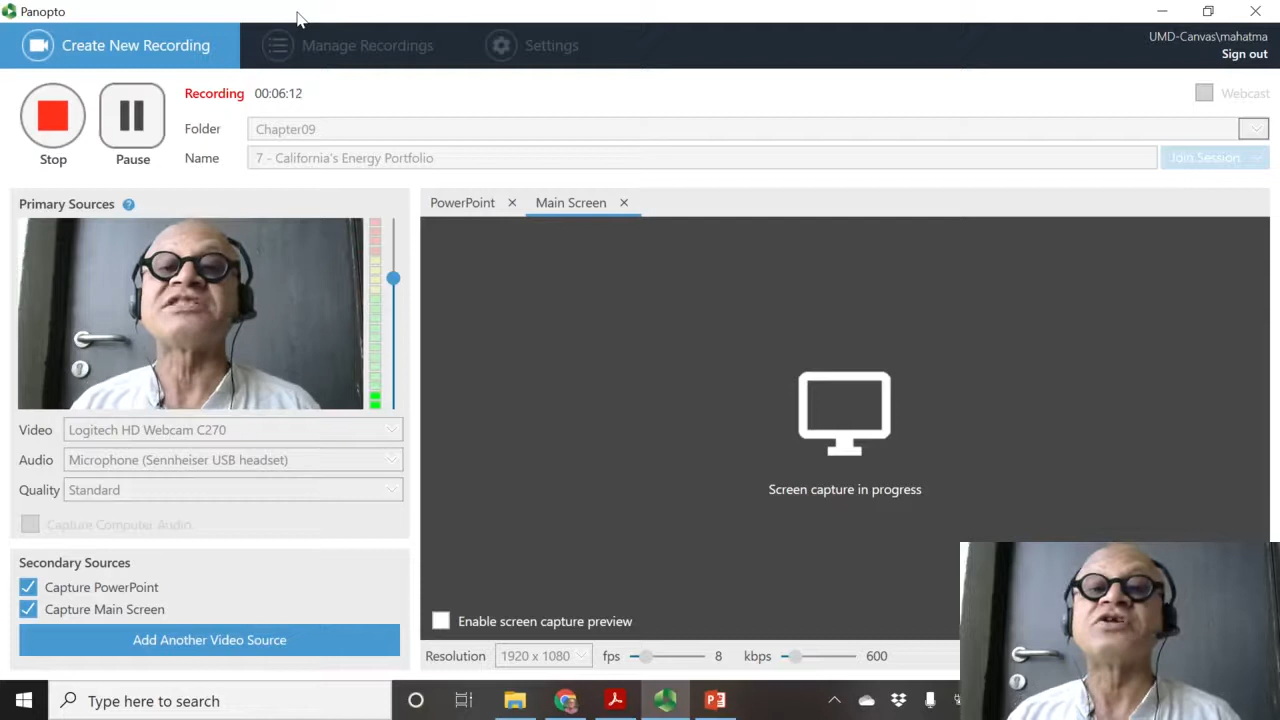 Panopto
Create New Recording
Manage Recordings
Settings
UMD-Canvas\mahatma
Sign out
Recording 00:06:12
Webcast
Folder Chapter09
Stop Pause
Name 7 - California's Energy Portfolio
Join Session
Primary Sources ?
PowerPoint
Main Screen
Video Logitech HD Webcam C270
Audio Microphone (Sennheiser USB headset)
Quality Standard
Capture Computer Audio
Screen capture in progress
Secondary Sources
Capture PowerPoint
Capture Main Screen
Add Another Video Source
Enable screen capture preview
Resolution 1920 x 1080 fps 8 kbps 600
Type here to search